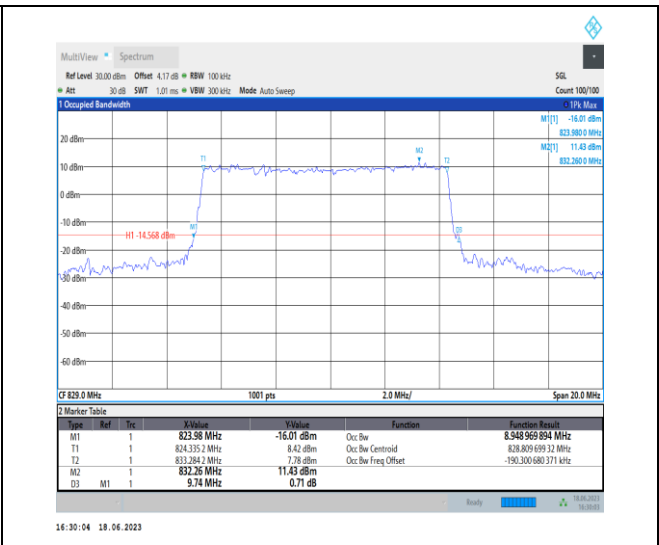 MultiView Spectrum
Ref Level 30.00 dBm Offset 4.17 dB RBW 100 kHz SGL
Att 30 dB SWT 1.01 ms VBW 300 kHz Mode Auto Sweep Count 100/100
1 Occupied Bandwidth 1Pk Max
M1[1] -16.01 dBm
823.980 0 MHz
M2[1] 11.43 dBm
832.260 0 MHz
20 dBm
M2
T1
T2
10 dBm
0 dBm
-10 dBm
M1
D3
H1 -14.568 dBm
-20 dBm
-30 dBm
-40 dBm
-50 dBm
-60 dBm
CF 829.0 MHz 1001 pts 2.0 MHz/ Span 20.0 MHz
2 Marker Table
Type Ref Trc X-Value Y-Value Function Function Result
M1 1 823.98 MHz -16.01 dBm Occ Bw 8.948 969 894 MHz
T1 1 824.335 2 MHz 8.42 dBm Occ Bw Centroid 828.809 699 32 MHz
T2 1 833.284 2 MHz 7.78 dBm Occ Bw Freq Offset -190.300 680 371 kHz
M2 1 832.26 MHz 11.43 dBm
D3 M1 1 9.74 MHz 0.71 dB
Ready 18.06.2023
16:30:03
16:30:04 18.06.2023